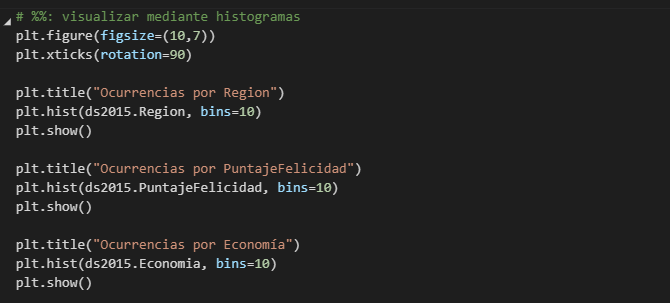 # %%: visualizar mediante histogramas
plt.figure(figsize=(10,7))
plt.xticks(rotation=90)
plt.title("Ocurrencias por Region")
plt.hist(ds2015.Region, bins=10)
plt.show()
plt.title("Ocurrencias por PuntajeFelicidad")
plt.hist(ds2015.PuntajeFelicidad, bins=10)
plt.show()
plt.title("Ocurrencias por Economía")
plt.hist(ds2015.Economia, bins=10)
plt.show()